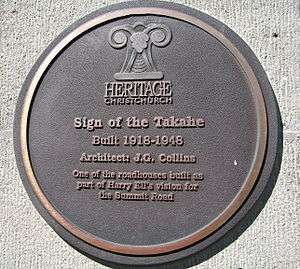 HERITAGE
CHRISTCHURCH
Sign of the Takahe
Built 1918-1948
Architect: J.G. Collins
One of the roadhouses built as
part of Harry Ell's vision for
the Summit Road